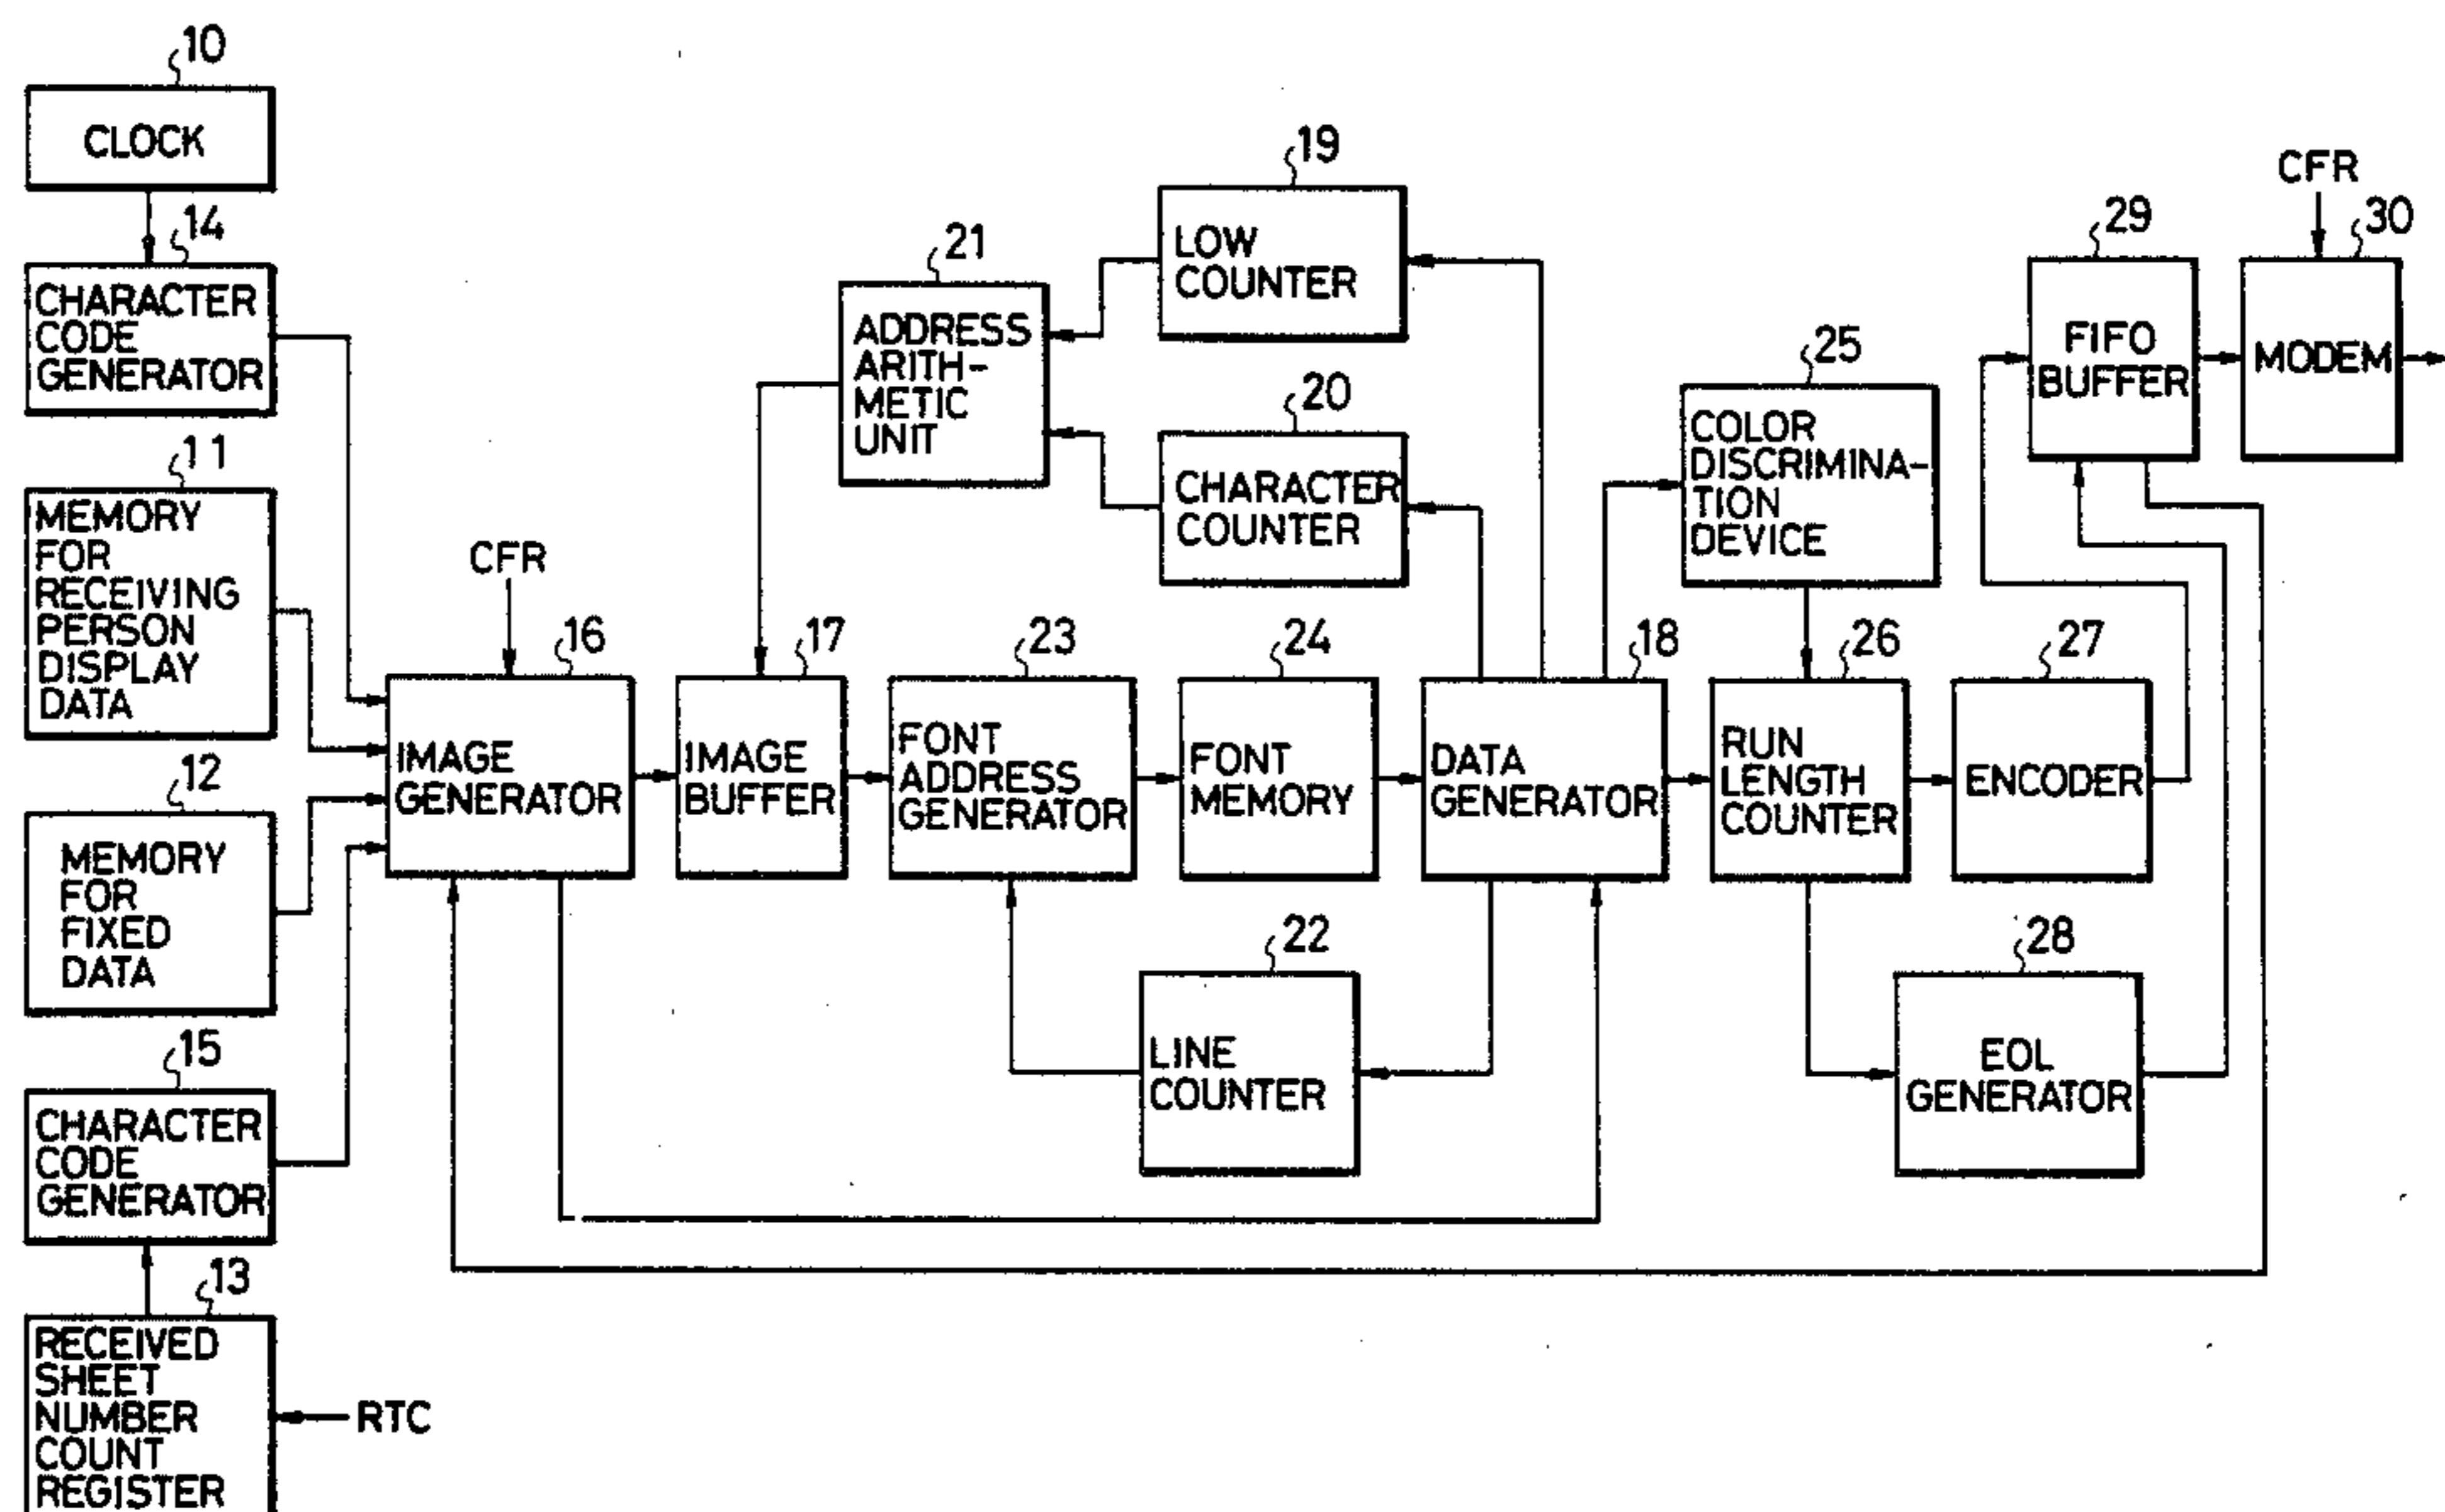 10
CLOCK
14
CHARACTER
CODE
GENERATOR
11
MEMORY
FOR
RECEIVING
PERSON
DISPLAY
DATA
12
MEMORY
FOR
FIXED
DATA
15
CHARACTER
CODE
GENERATOR
13
RECEIVED
SHEET
NUMBER
COUNT
REGISTER
RTC
CFR
16
IMAGE
GENERATOR
17
IMAGE
BUFFER
21
ADDRESS
ARITH-
METIC
UNIT
19
LOW
COUNTER
20
CHARACTER
COUNTER
23
FONT
ADDRESS
GENERATOR
24
FONT
MEMORY
18
DATA
GENERATOR
22
LINE
COUNTER
25
COLOR
DISCRIMINA-
TION
DEVICE
26
RUN
LENGTH
COUNTER
27
ENCODER
28
EOL
GENERATOR
29
FIFO
BUFFER
CFR
30
MODEM